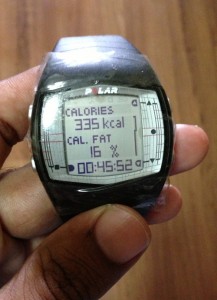 POLAR
CALORIES
335 kcal
CAL. FAT
16 %
00:45:52